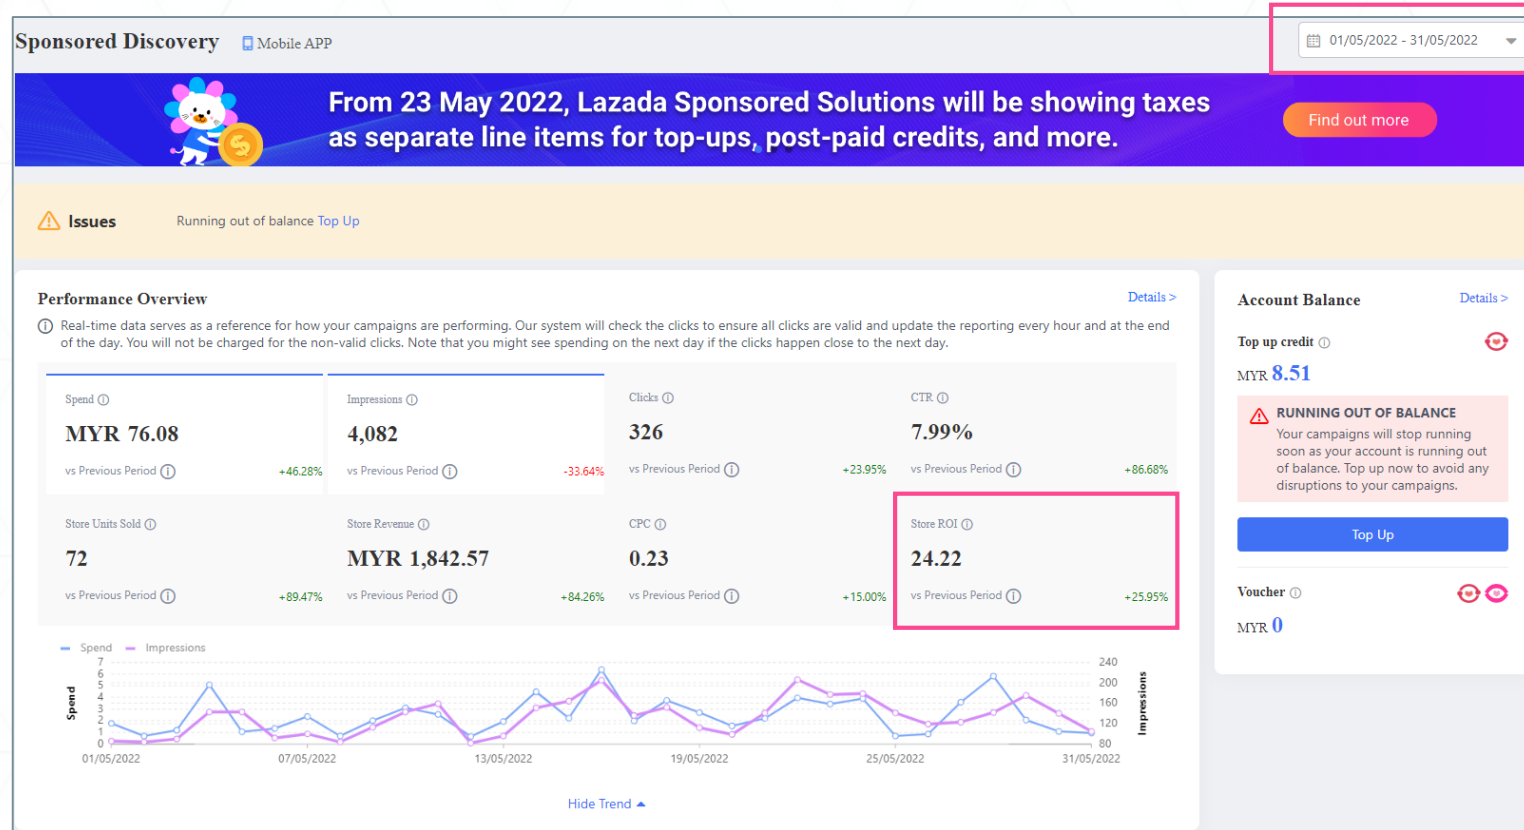 Sponsored Discovery
Mobile APP
01/05/2022 - 31/05/2022
From 23 May 2022, Lazada Sponsored Solutions will be showing taxes
as separate line items for top-ups, post-paid credits, and more.
Find out more
Issues
Running out of balance Top Up
Performance Overview
Details >
Real-time data serves as a reference for how your campaigns are performing. Our system will check the clicks to ensure all clicks are valid and update the reporting every hour and at the end
of the day. You will not be charged for the non-valid clicks. Note that you might see spending on the next day if the clicks happen close to the next day.
Spend
MYR 76.08
vs Previous Period
+46.28%
Impressions
4,082
vs Previous Period
-33.64%
Clicks
326
vs Previous Period
+23.95%
CTR
7.99%
vs Previous Period
+86.68%
Store Units Sold
72
vs Previous Period
+89.47%
Store Revenue
MYR 1,842.57
vs Previous Period
+84.26%
CPC
0.23
vs Previous Period
+15.00%
Store ROI
24.22
vs Previous Period
+25.95%
Spend
Impressions
Spend
7
6
5
4
3
2
1
0
240
200
160
120
80
Impressions
01/05/2022
07/05/2022
13/05/2022
19/05/2022
25/05/2022
31/05/2022
Hide Trend
Account Balance
Details >
Top up credit
MYR 8.51
RUNNING OUT OF BALANCE
Your campaigns will stop running
soon as your account is running out
of balance. Top up now to avoid any
disruptions to your campaigns.
Top Up
Voucher
MYR 0